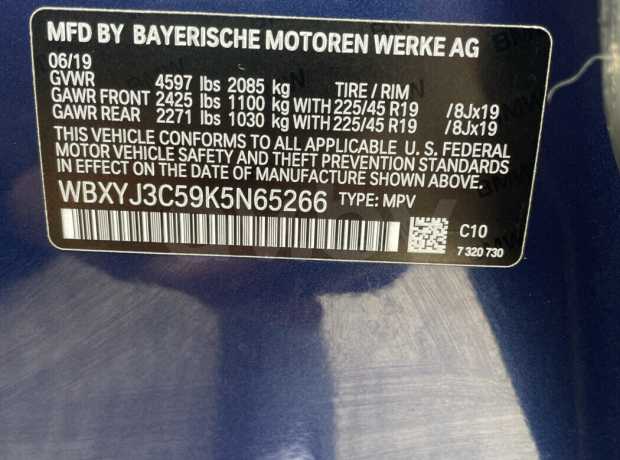 MFD BY BAYERISCHE MOTOREN WERKE AG
06/19
GVWR 4597 lbs 2085 kg TIRE / RIM
GAWR FRONT 2425 lbs 1100 kg WITH 225/45 R19 /8Jx19
GAWR REAR 2271 lbs 1030 kg WITH 225/45 R19 /8Jx19
THIS VEHICLE CONFORMS TO ALL APPLICABLE U. S. FEDERAL
MOTOR VEHICLE SAFETY AND THEFT PREVENTION STANDARDS
IN EFFECT ON THE DATE OF MANUFACTURE SHOWN ABOVE.
WBXYJ3C59K5N65266 TYPE: MPV
C10
7 320 730